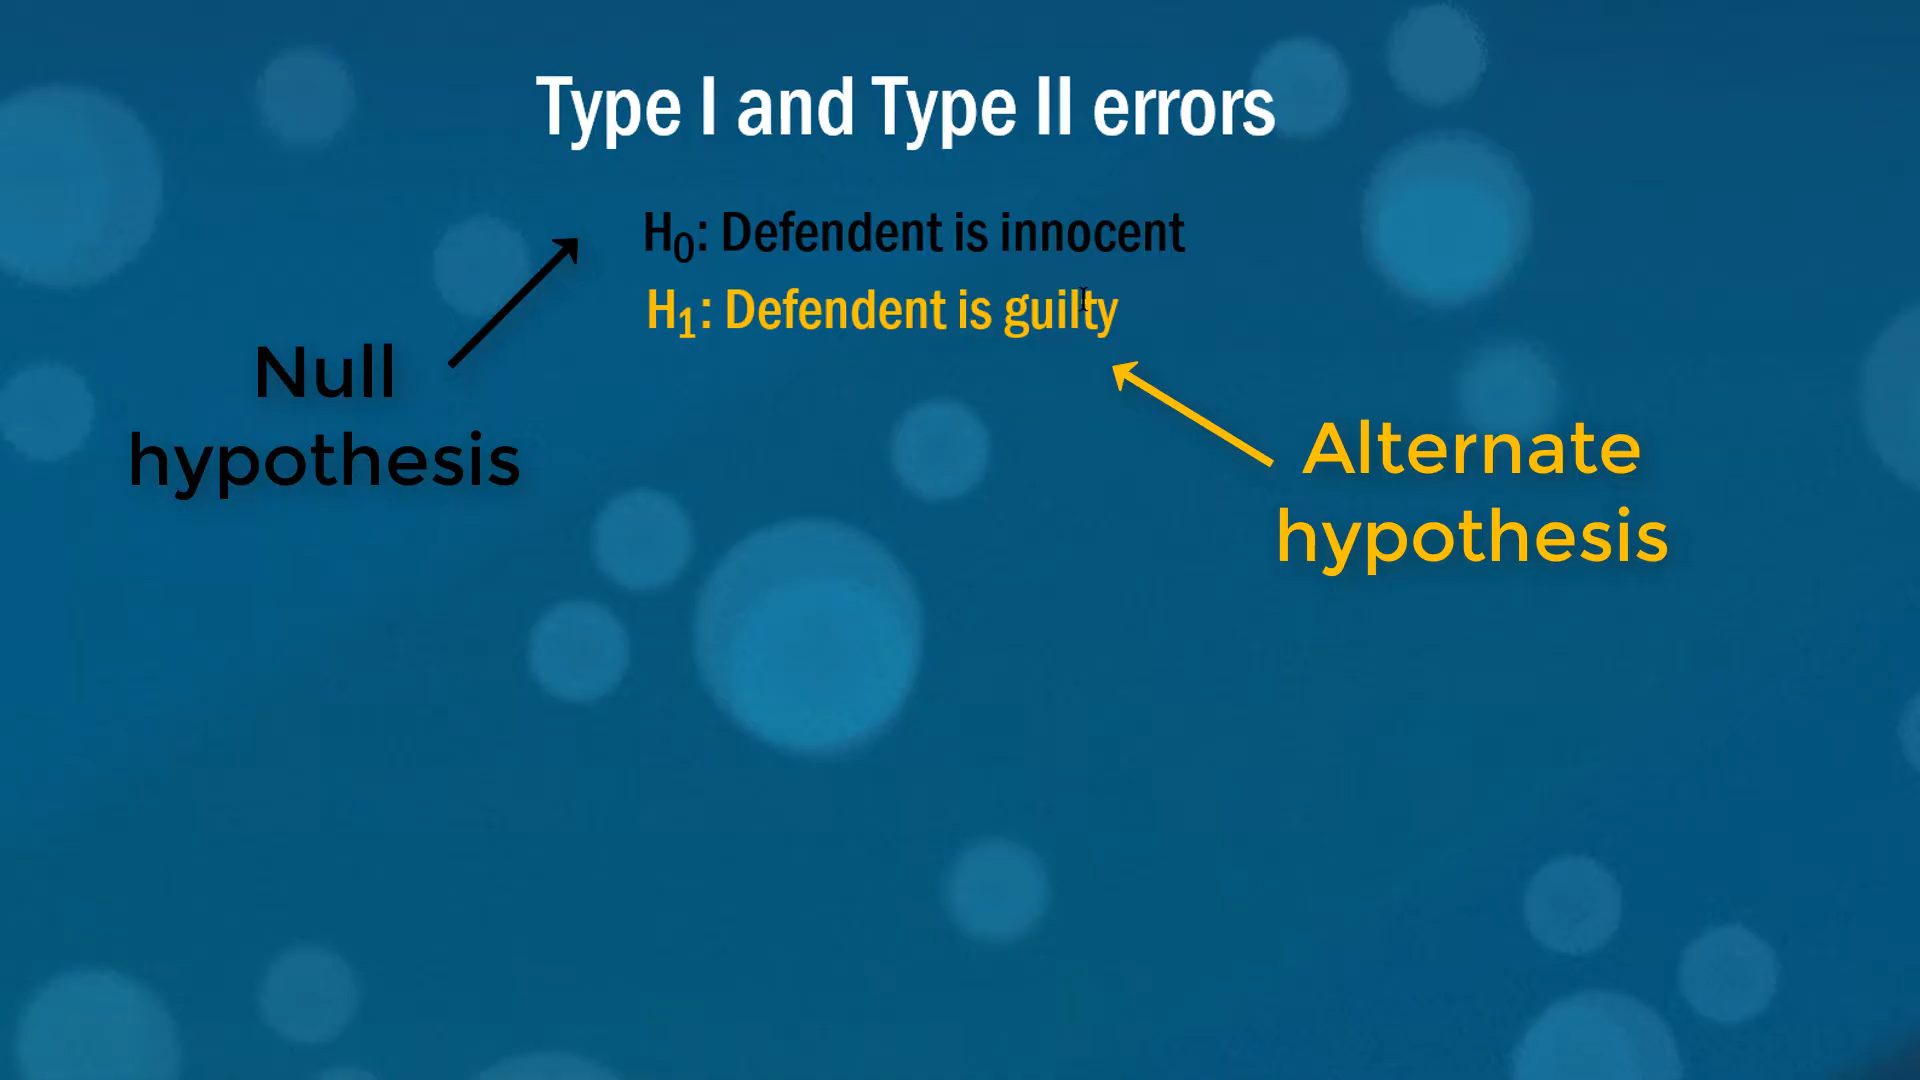 Type I and Type II errors
H₀: Defendent is innocent
H₁: Defendent is guilty
Null
hypothesis
Alternate
hypothesis